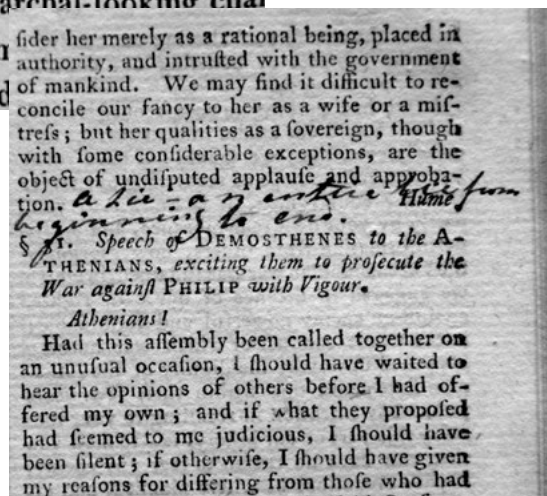 ſider her merely as a rational being, placed in
authority, and intruſted with the government
of mankind. We may find it difficult to re-
concile our fancy to her as a wife or a miſ-
treſs; but her qualities as a ſovereign, though
with ſome conſiderable exceptions, are the
object of undiſputed applauſe and approba-
tion. a lie – an entire lie from Hume
beginning to end.
§ 51. Speech of DEMOSTHENES to the A-
THENIANS, exciting them to proſecute the
War againſt PHILIP with Vigour.
Athenians!
Had this aſſembly been called together on
an unuſual occaſion, I ſhould have waited to
hear the opinions of others before I had of-
fered my own; and if what they propoſed
had ſeemed to me judicious, I ſhould have
been ſilent; if otherwiſe, I ſhould have given
my reaſons for differing from thoſe who had